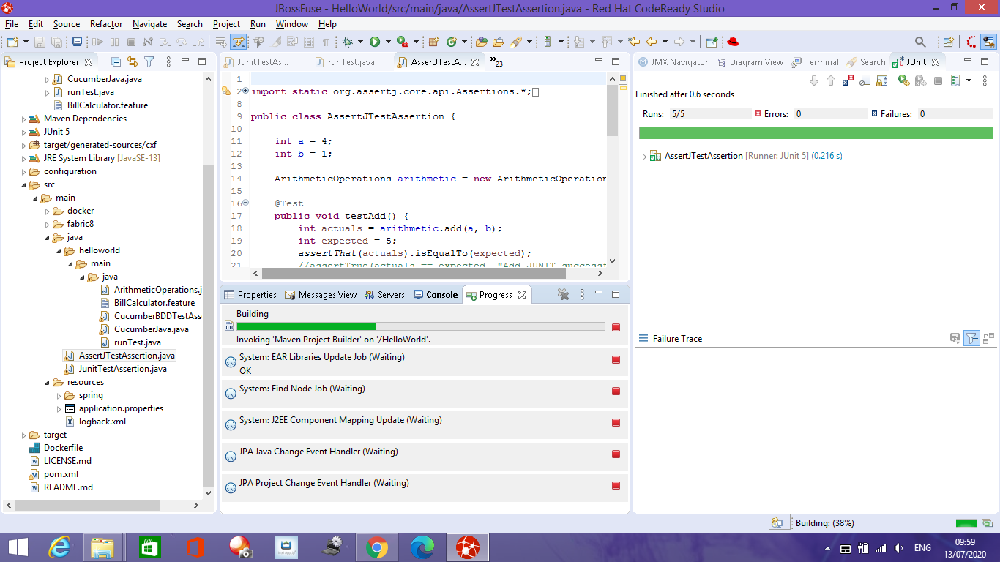 JBossFuse - HelloWorld/src/main/java/AssertJTestAssertion.java - Red Hat CodeReady Studio
File Edit Source Refactor Navigate Search Project Run Window Help
Project Explorer
CucumberJava.java
runTest.java
BillCalculator.feature
Maven Dependencies
JUnit 5
target/generated-sources/cxf
JRE System Library [JavaSE-13]
configuration
src
main
docker
fabric8
java
helloworld
main
java
ArithmeticOperations.j
BillCalculator.feature
CucumberBDDTestAss
CucumberJava.java
runTest.java
AssertJTestAssertion.java
JunitTestAssertion.java
resources
spring
application.properties
logback.xml
target
Dockerfile
LICENSE.md
pom.xml
README.md
JunitTestAs... runTest.java AssertJTestA... »23
1
2 import static org.assertj.core.api.Assertions.*;
8
9 public class AssertJTestAssertion {
10
11 int a = 4;
12 int b = 1;
13
14 ArithmeticOperations arithmetic = new ArithmeticOperation
15
16 @Test
17 public void testAdd() {
18 int actuals = arithmetic.add(a, b);
19 int expected = 5;
20 assertThat(actuals).isEqualTo(expected);
21 //assertTrue(actuals == expected, "Add JUNIT successf
Properties Messages View Servers Console Progress
Building
010
Invoking 'Maven Project Builder' on '/HelloWorld'.
System: EAR Libraries Update Job (Waiting)
OK
System: Find Node Job (Waiting)
System: J2EE Component Mapping Update (Waiting)
JPA Java Change Event Handler (Waiting)
JPA Project Change Event Handler (Waiting)
JMX Navigator Diagram View Terminal Search JUnit
Finished after 0.6 seconds
Runs: 5/5 Errors: 0 Failures: 0
AssertJTestAssertion [Runner: JUnit 5] (0.216 s)
Failure Trace
Building: (38%)
ENG
09:59
13/07/2020